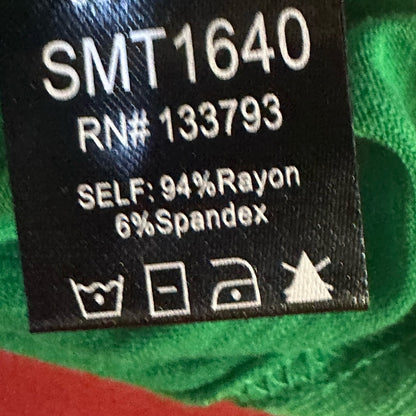 SMT1640
RN# 133793
SELF: 94%Rayon
6%Spandex